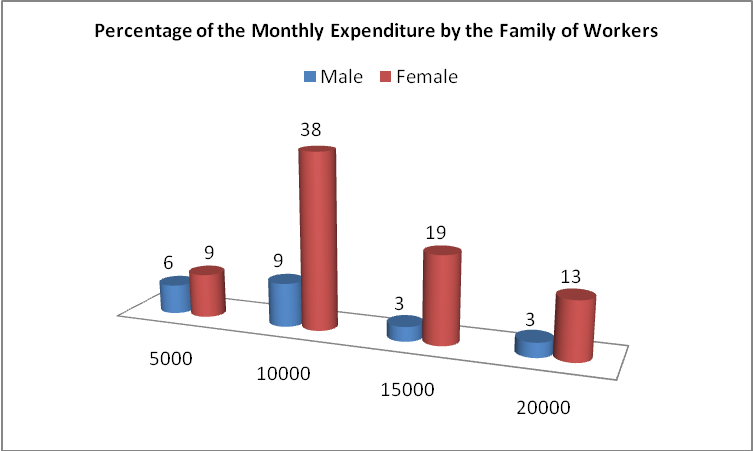 Percentage of the Monthly Expenditure by the Family of Workers
Male Female
38
6 9 9 3 19 3 13
5000 10000 15000 20000